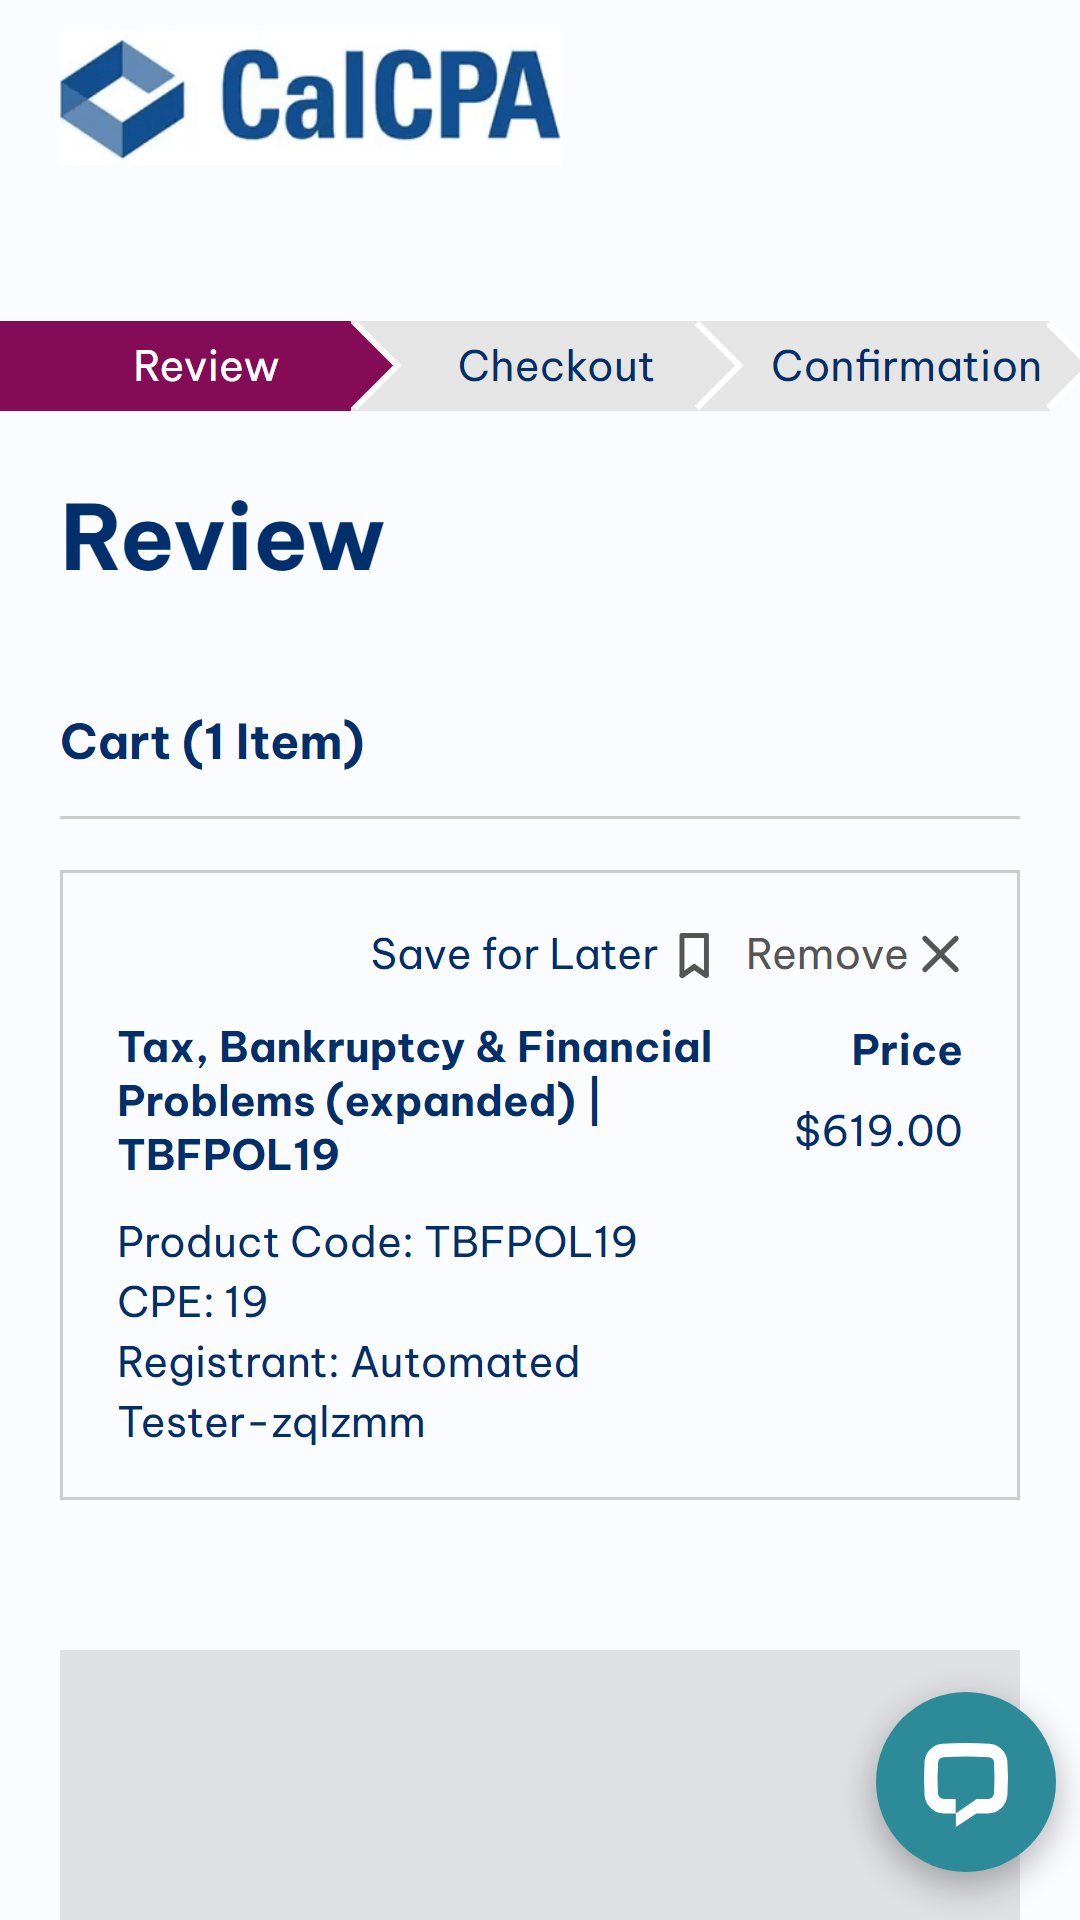 CalCPA
Review
Checkout
Confirmation
Review
Cart (1 Item)
Save for Later
Remove
Tax, Bankruptcy & Financial
Problems (expanded) |
TBFPOL19
Price
$619.00
Product Code: TBFPOL19
CPE: 19
Registrant: Automated
Tester-zqlzmm